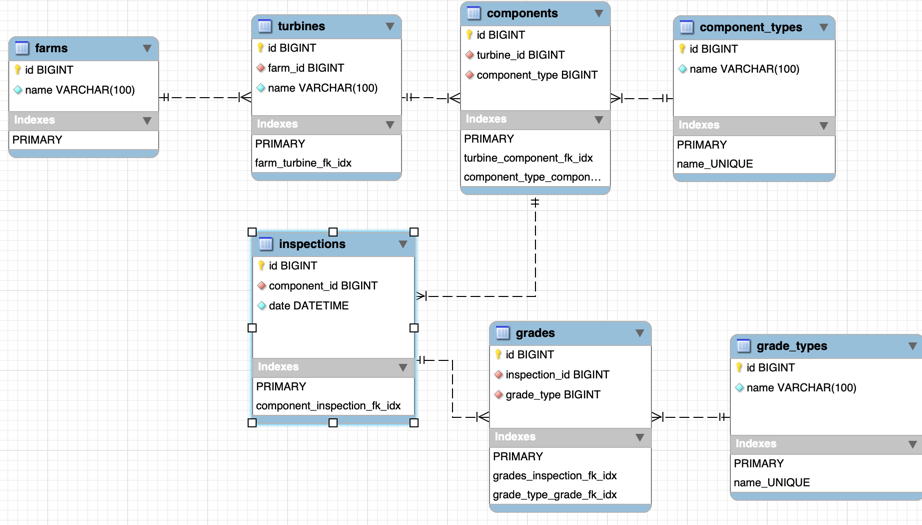 farms
id BIGINT
name VARCHAR(100)
Indexes
PRIMARY
turbines
id BIGINT
farm_id BIGINT
name VARCHAR(100)
Indexes
PRIMARY
farm_turbine_fk_idx
components
id BIGINT
turbine_id BIGINT
component_type BIGINT
Indexes
PRIMARY
turbine_component_fk_idx
component_type_compon...
component_types
id BIGINT
name VARCHAR(100)
Indexes
PRIMARY
name_UNIQUE
inspections
id BIGINT
component_id BIGINT
date DATETIME
Indexes
PRIMARY
component_inspection_fk_idx
grades
id BIGINT
inspection_id BIGINT
grade_type BIGINT
Indexes
PRIMARY
grades_inspection_fk_idx
grade_type_grade_fk_idx
grade_types
id BIGINT
name VARCHAR(100)
Indexes
PRIMARY
name_UNIQUE